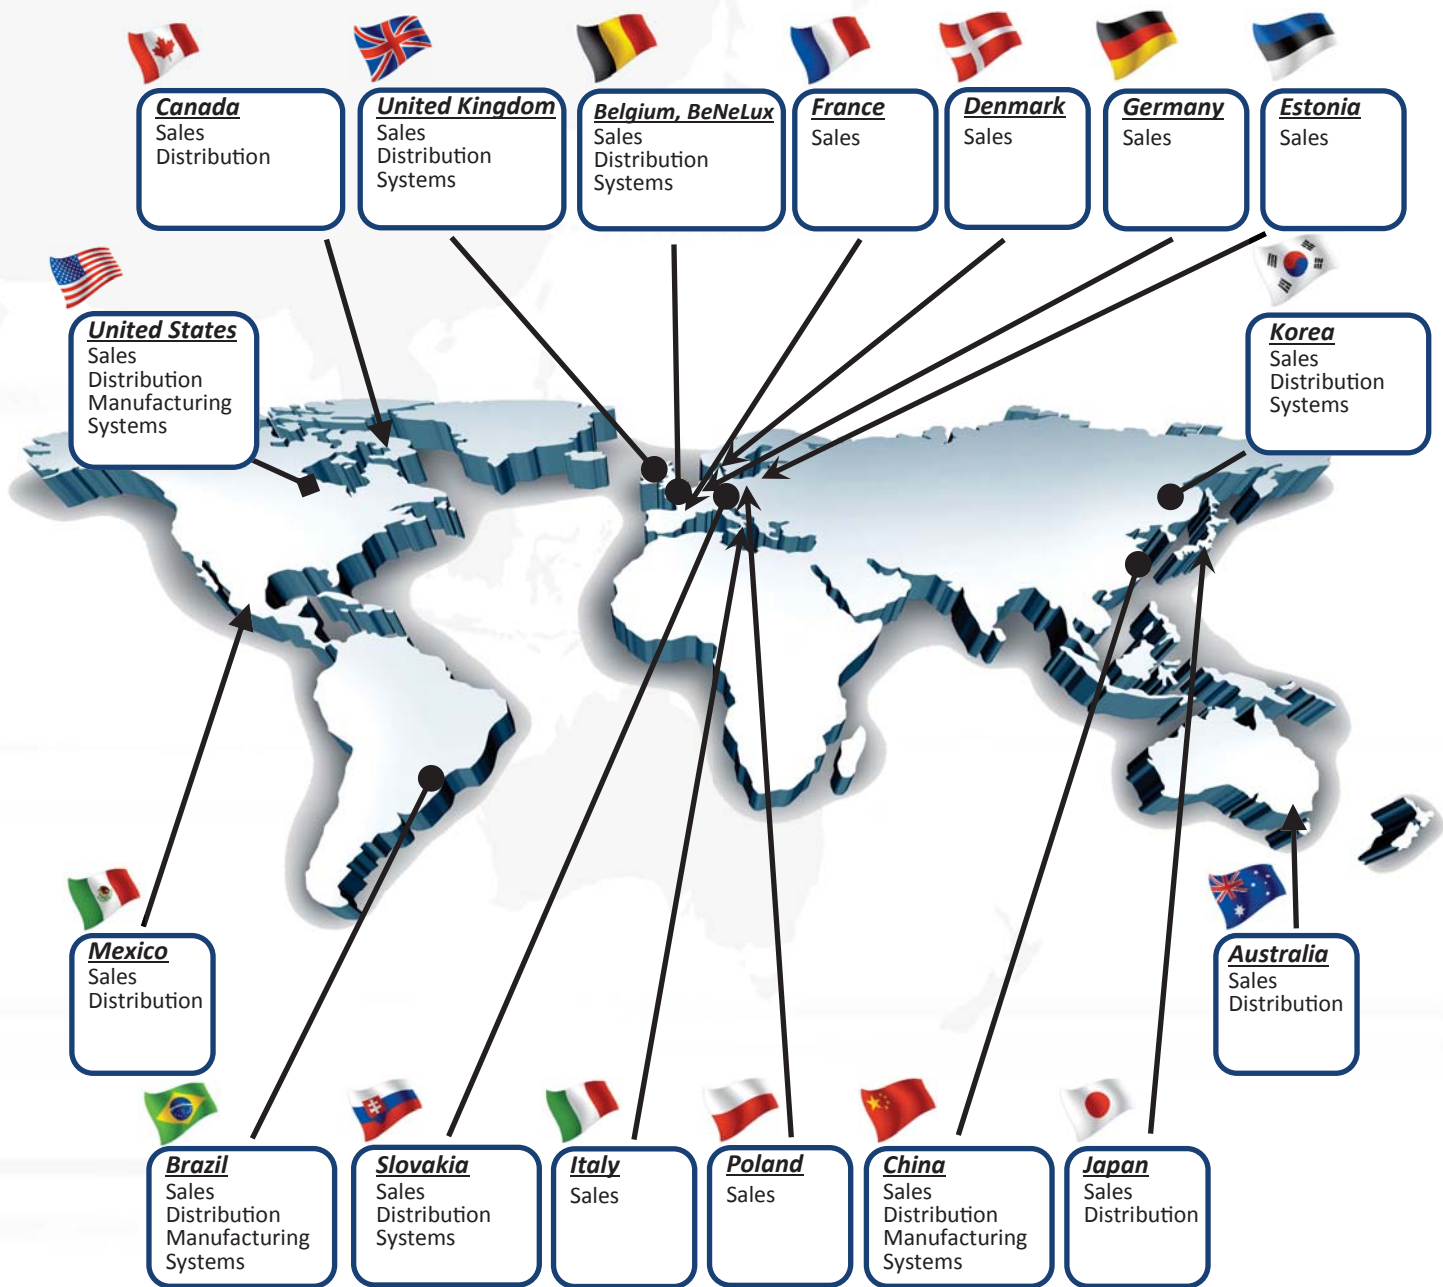 Canada
Sales
Distribution
United Kingdom
Sales
Distribution
Systems
Belgium, BeNeLux
Sales
Distribution
Systems
France
Sales
Denmark
Sales
Germany
Sales
Estonia
Sales
United States
Sales
Distribution
Manufacturing
Systems
Korea
Sales
Distribution
Systems
Mexico
Sales
Distribution
Australia
Sales
Distribution
Brazil
Sales
Distribution
Manufacturing
Systems
Slovakia
Sales
Distribution
Systems
Italy
Sales
Poland
Sales
China
Sales
Distribution
Manufacturing
Systems
Japan
Sales
Distribution